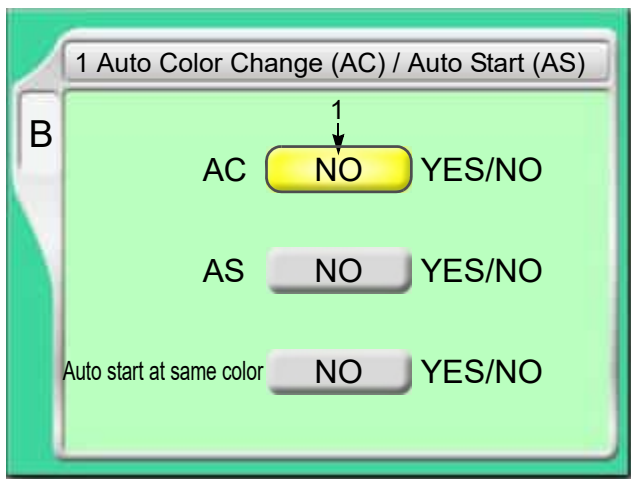 1 Auto Color Change (AC) / Auto Start (AS)
B
1
AC NO YES/NO
AS NO YES/NO
Auto start at same color NO YES/NO